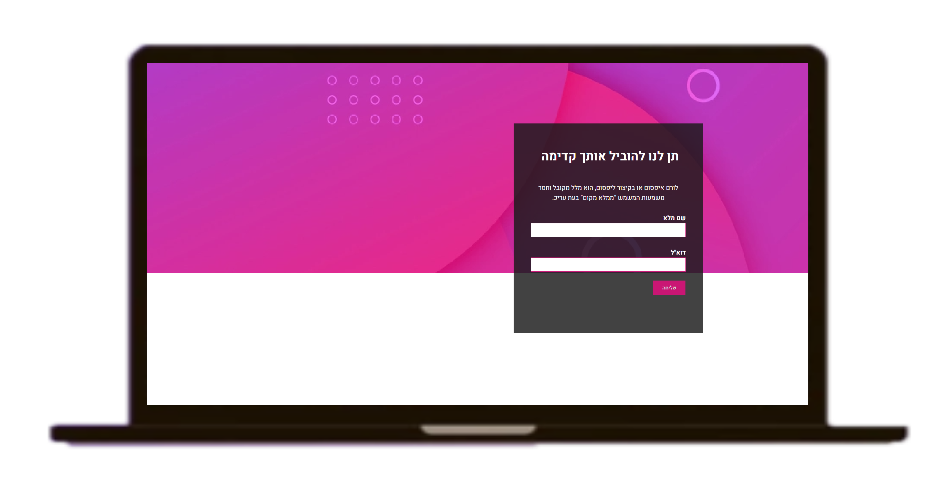 תן לנו להוביל אותך קדימה
לורם איפסום או בקיצור ליפסום, הוא מלל מקובל וחסר
משמעות המשמש "ממלא מקום" בעת עריכ.
שם מלא
דוא"ל
שליחה